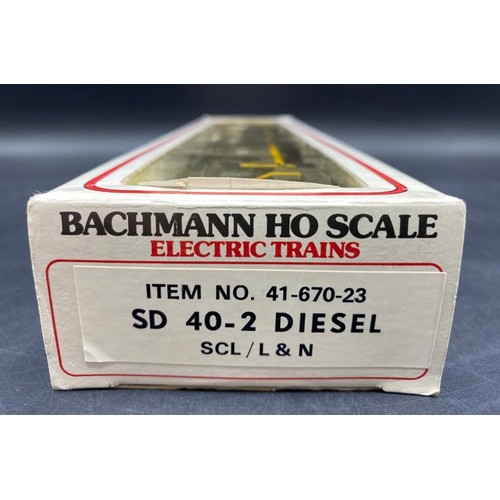 BACHMANN HO SCALE
ELECTRIC TRAINS
ITEM NO. 41-670-23
SD 40-2 DIESEL
SCL/L & N